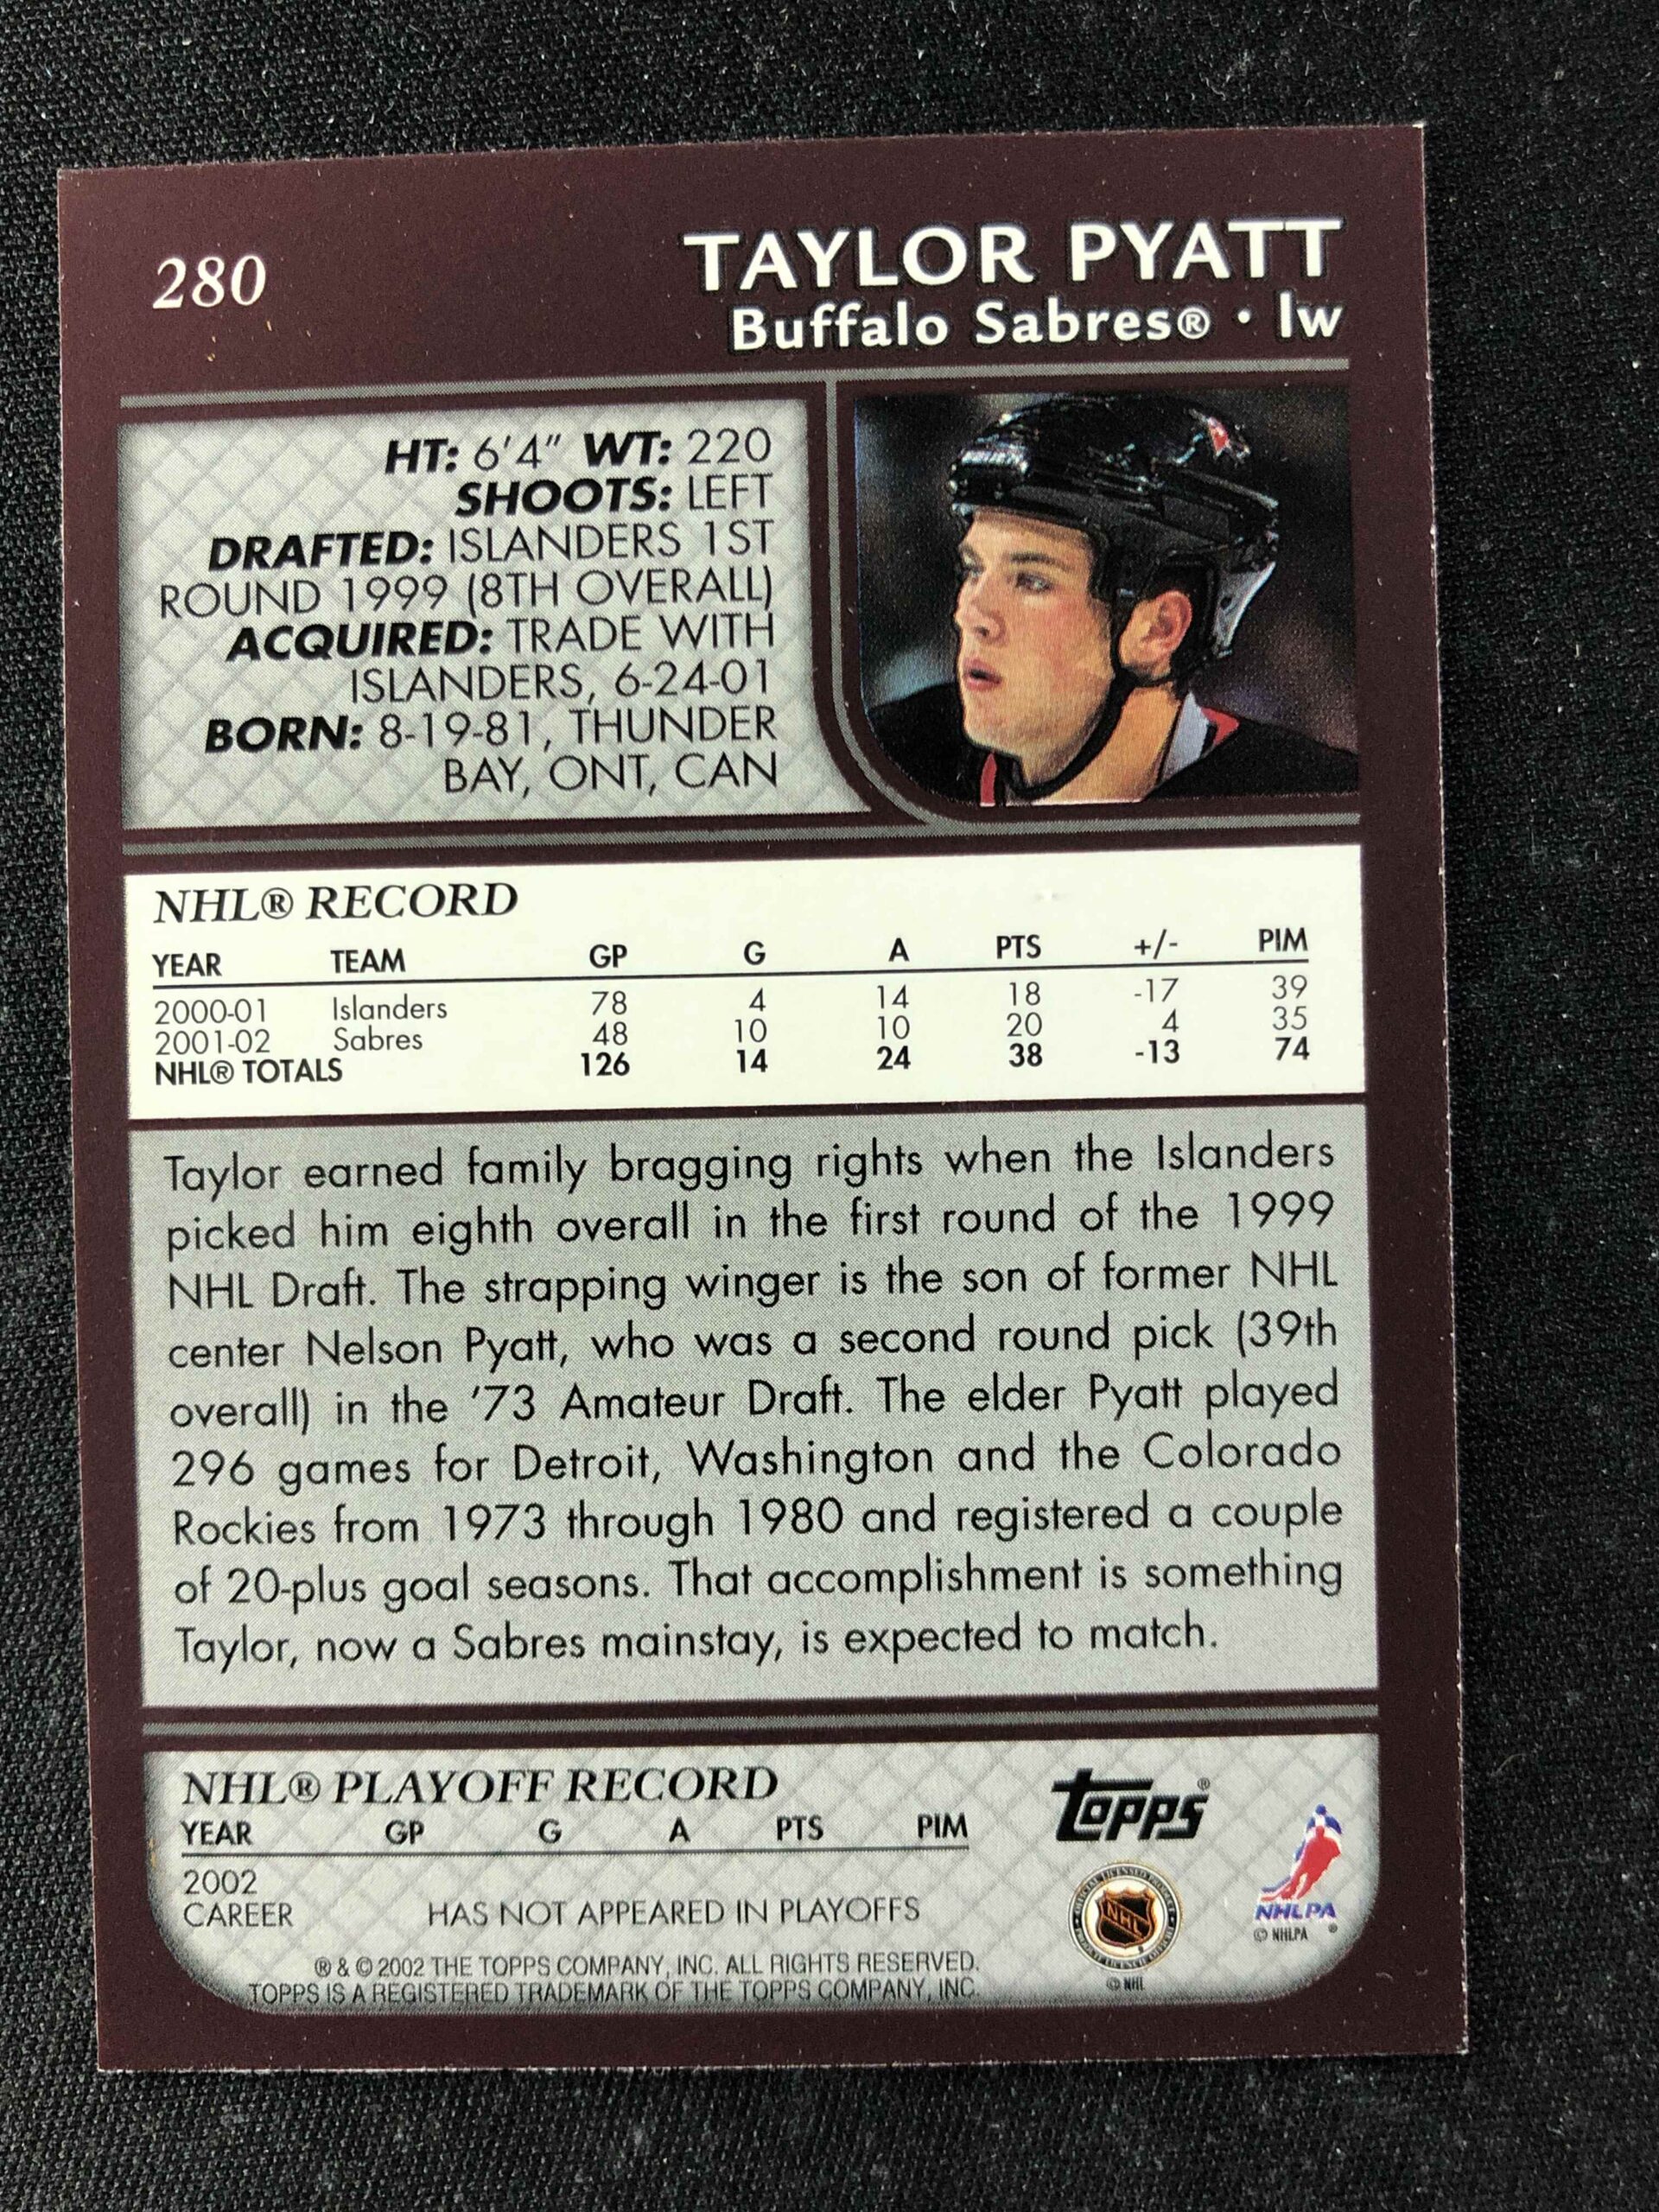 280
TAYLOR PYATT
Buffalo Sabres® • lw
HT: 6'4" WT: 220
SHOOTS: LEFT
DRAFTED: ISLANDERS 1ST
ROUND 1999 (8TH OVERALL)
ACQUIRED: TRADE WITH
ISLANDERS, 6-24-01
BORN: 8-19-81, THUNDER
BAY, ONT, CAN
NHL® RECORD
YEAR TEAM GP G A PTS +/- PIM
2000-01 Islanders 78 4 14 18 -17 39
2001-02 Sabres 48 10 10 20 4 35
NHL® TOTALS 126 14 24 38 -13 74
Taylor earned family bragging rights when the Islanders
picked him eighth overall in the first round of the 1999
NHL Draft. The strapping winger is the son of former NHL
center Nelson Pyatt, who was a second round pick (39th
overall) in the '73 Amateur Draft. The elder Pyatt played
296 games for Detroit, Washington and the Colorado
Rockies from 1973 through 1980 and registered a couple
of 20-plus goal seasons. That accomplishment is something
Taylor, now a Sabres mainstay, is expected to match.
NHL® PLAYOFF RECORD
YEAR GP G A PTS PIM
2002
CAREER HAS NOT APPEARED IN PLAYOFFS
® & © 2002 THE TOPPS COMPANY, INC. ALL RIGHTS RESERVED.
TOPPS IS A REGISTERED TRADEMARK OF THE TOPPS COMPANY, INC.
Topps®
NHL
© NHL
NHLPA
© NHLPA ®